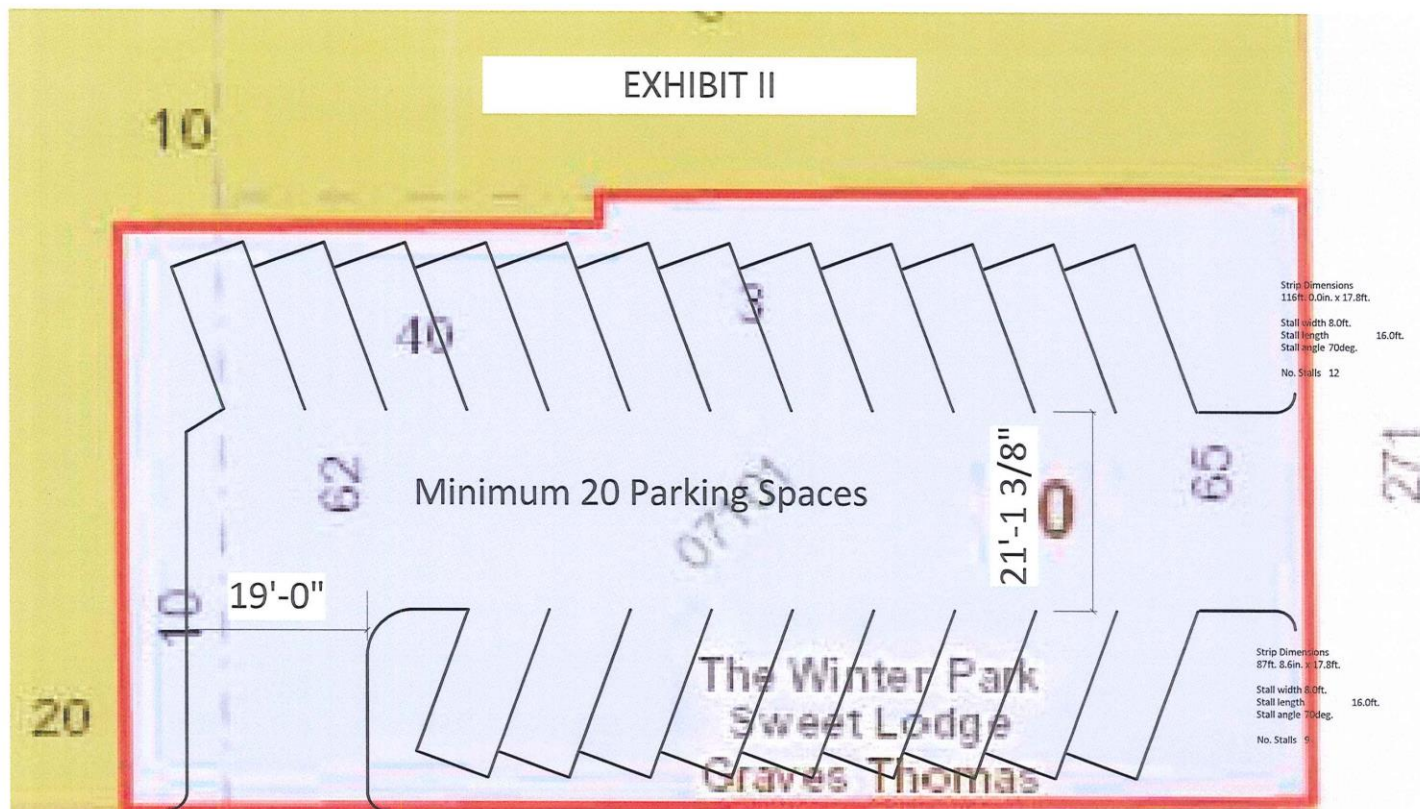 EXHIBIT II
10
40
3
Strip Dimensions
116ft. 0.0in. x 17.8ft.
Stall width 8.0ft.
Stall length 16.0ft.
Stall angle 70deg.
No. Stalls 12
62
Minimum 20 Parking Spaces
07101
21'-1 3/8"
0
65
271
10
19'-0"
20
The Winter Park
Sweet Lodge
Graves Thomas
Strip Dimensions
87ft. 8.6in. x 17.8ft.
Stall width 8.0ft.
Stall length 16.0ft.
Stall angle 70deg.
No. Stalls 9